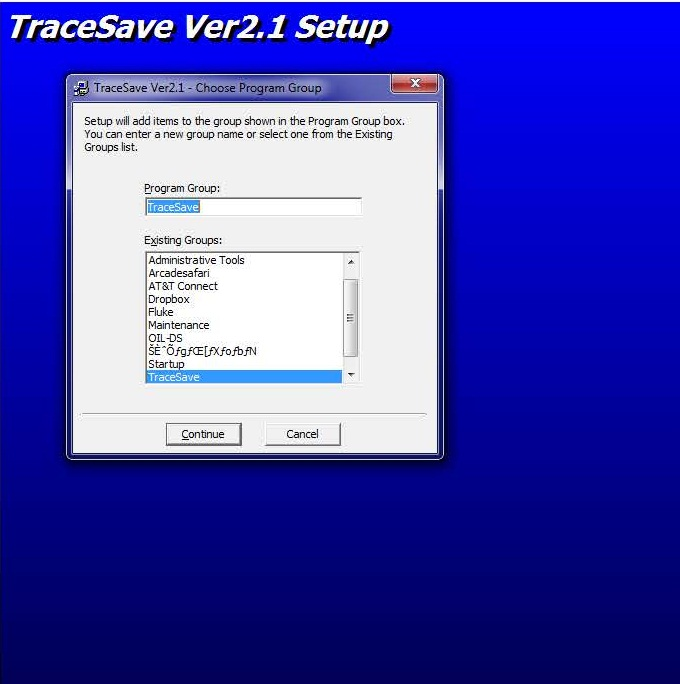 TraceSave Ver2.1 Setup
TraceSave Ver2.1 - Choose Program Group
Setup will add items to the group shown in the Program Group box.
You can enter a new group name or select one from the Existing
Groups list.
Program Group:
TraceSave
Existing Groups:
Administrative Tools
Arcadesafari
AT&T Connect
Dropbox
Fluke
Maintenance
OIL-DS
ŠÈˆÕƒgƒŒ[ƒXƒoƒbƒN
Startup
TraceSave
Continue
Cancel